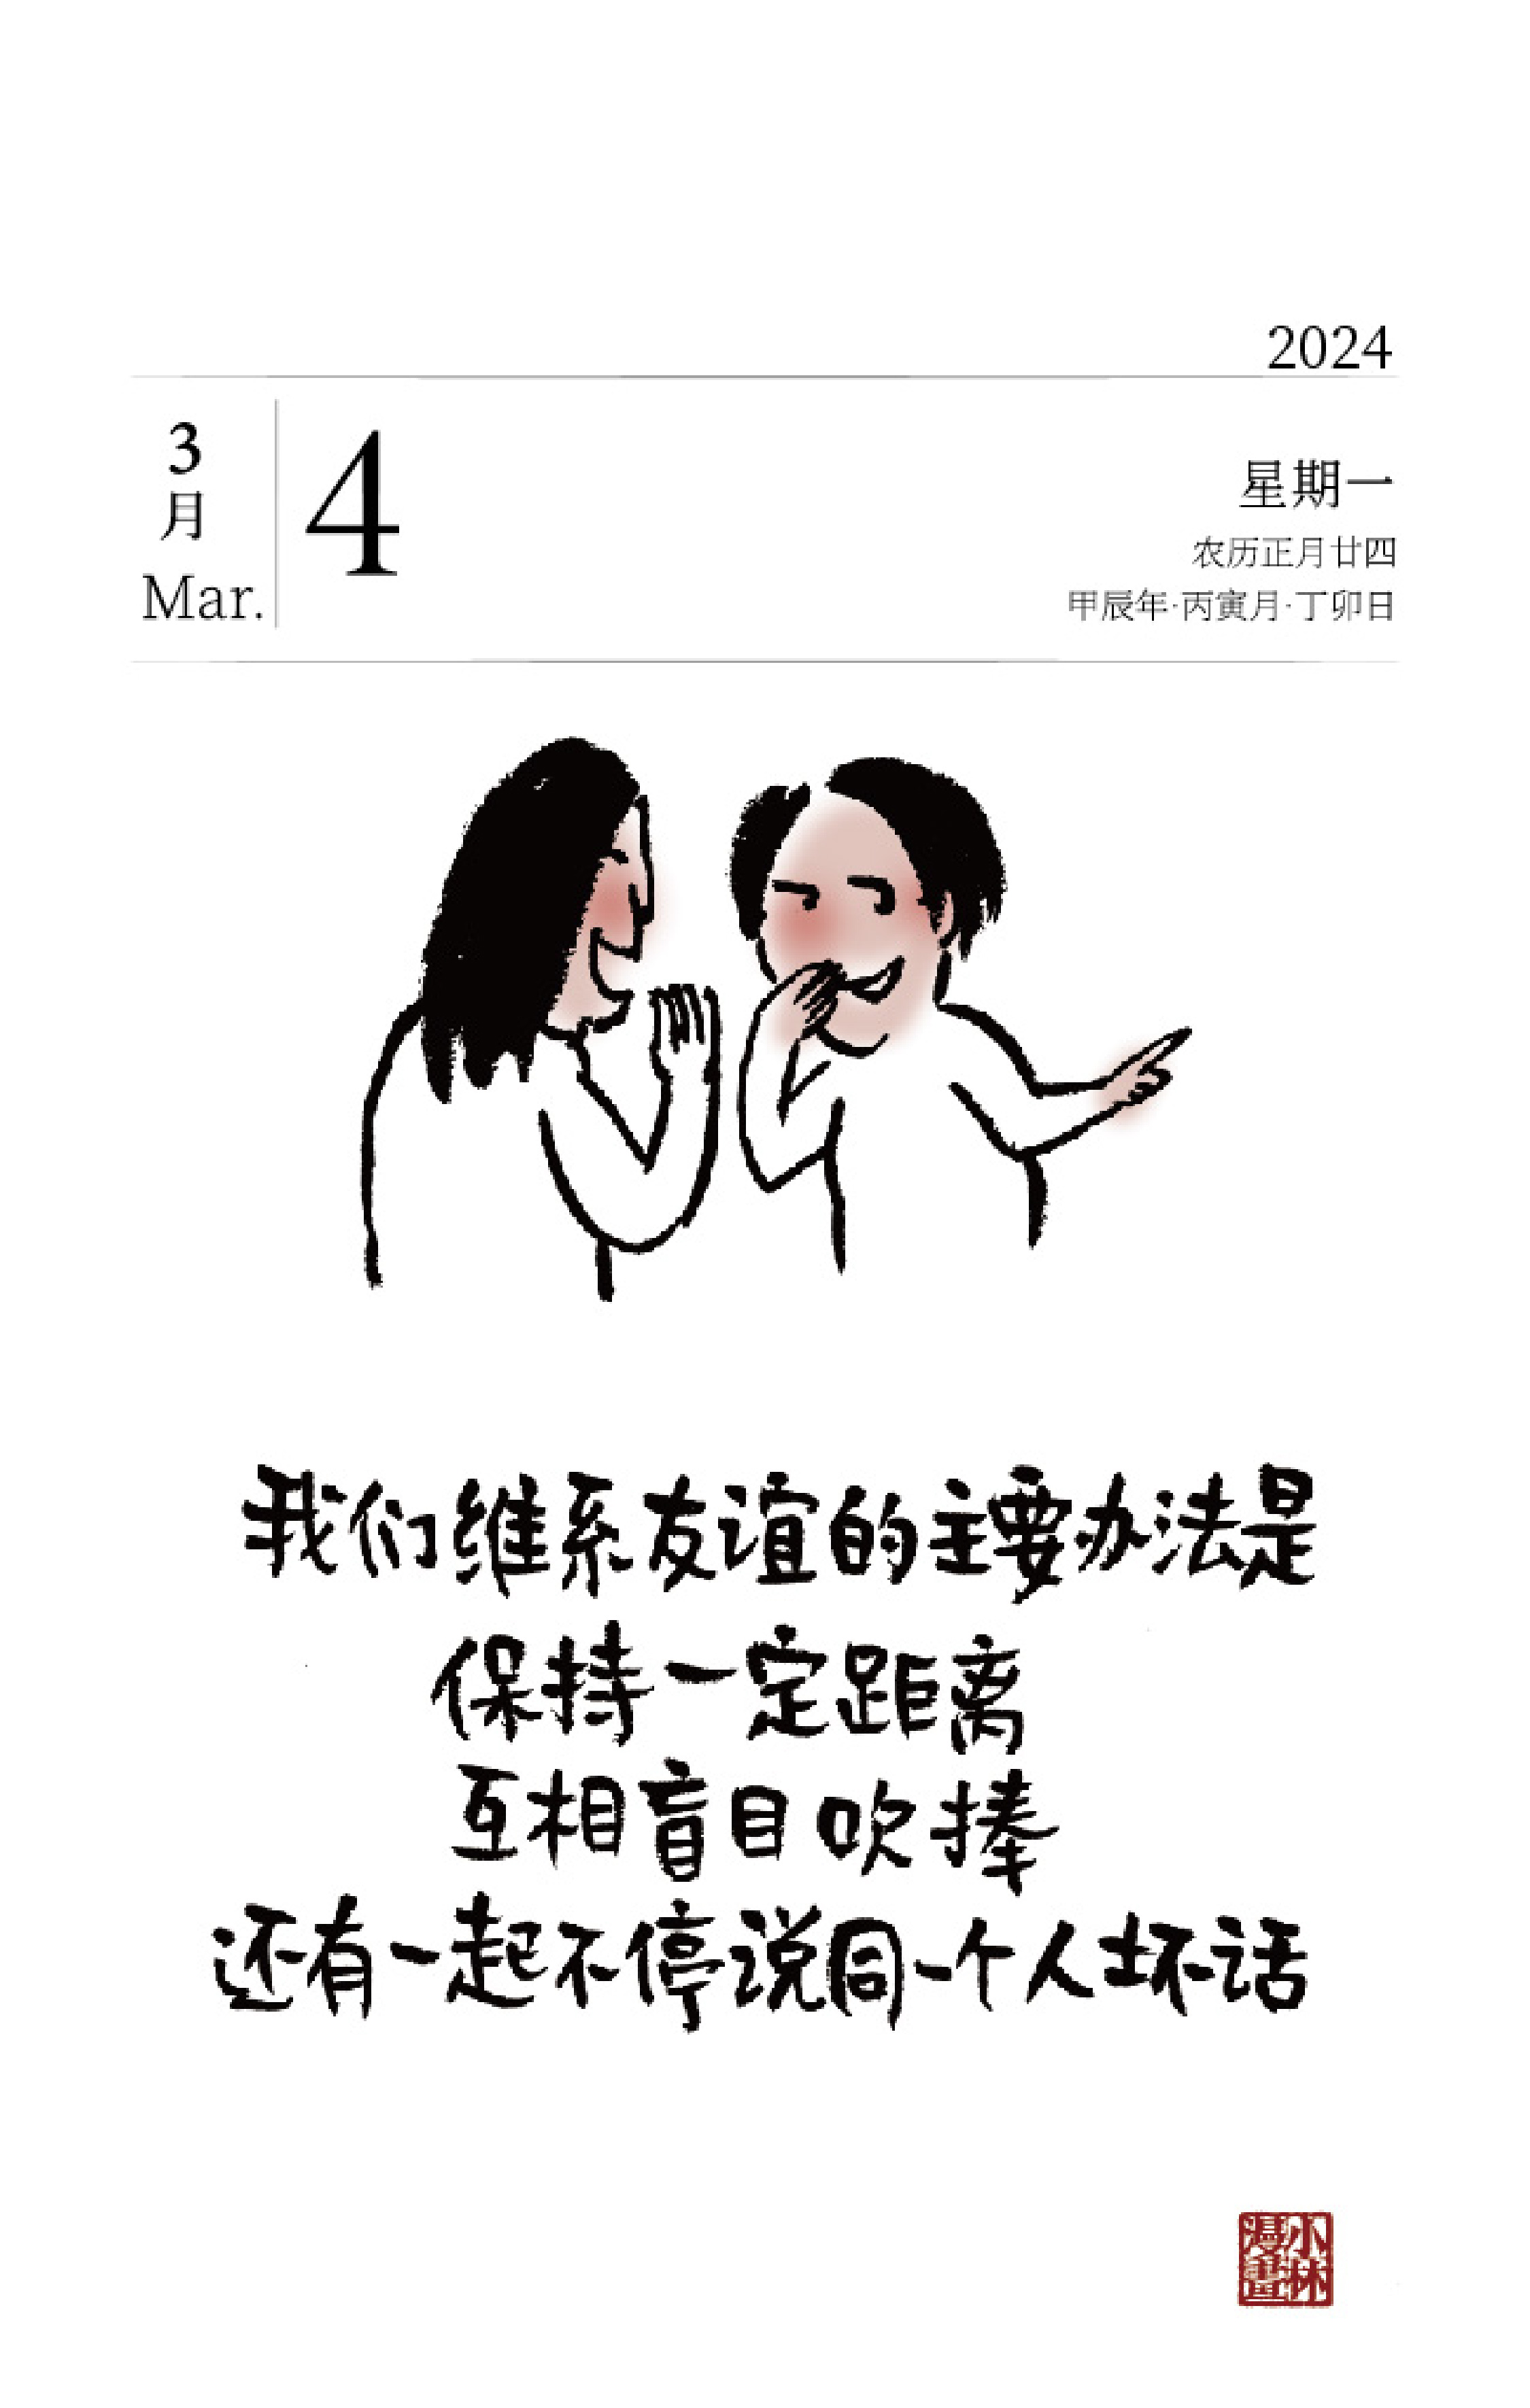 2024
3
月
Mar.
4
星期一
农历正月廿四
甲辰年·丙寅月·丁卯日
我们维系友谊的主要办法是
保持一定距离
互相盲目吹捧
还有一起不停说同一个人坏话
小林
漫畫